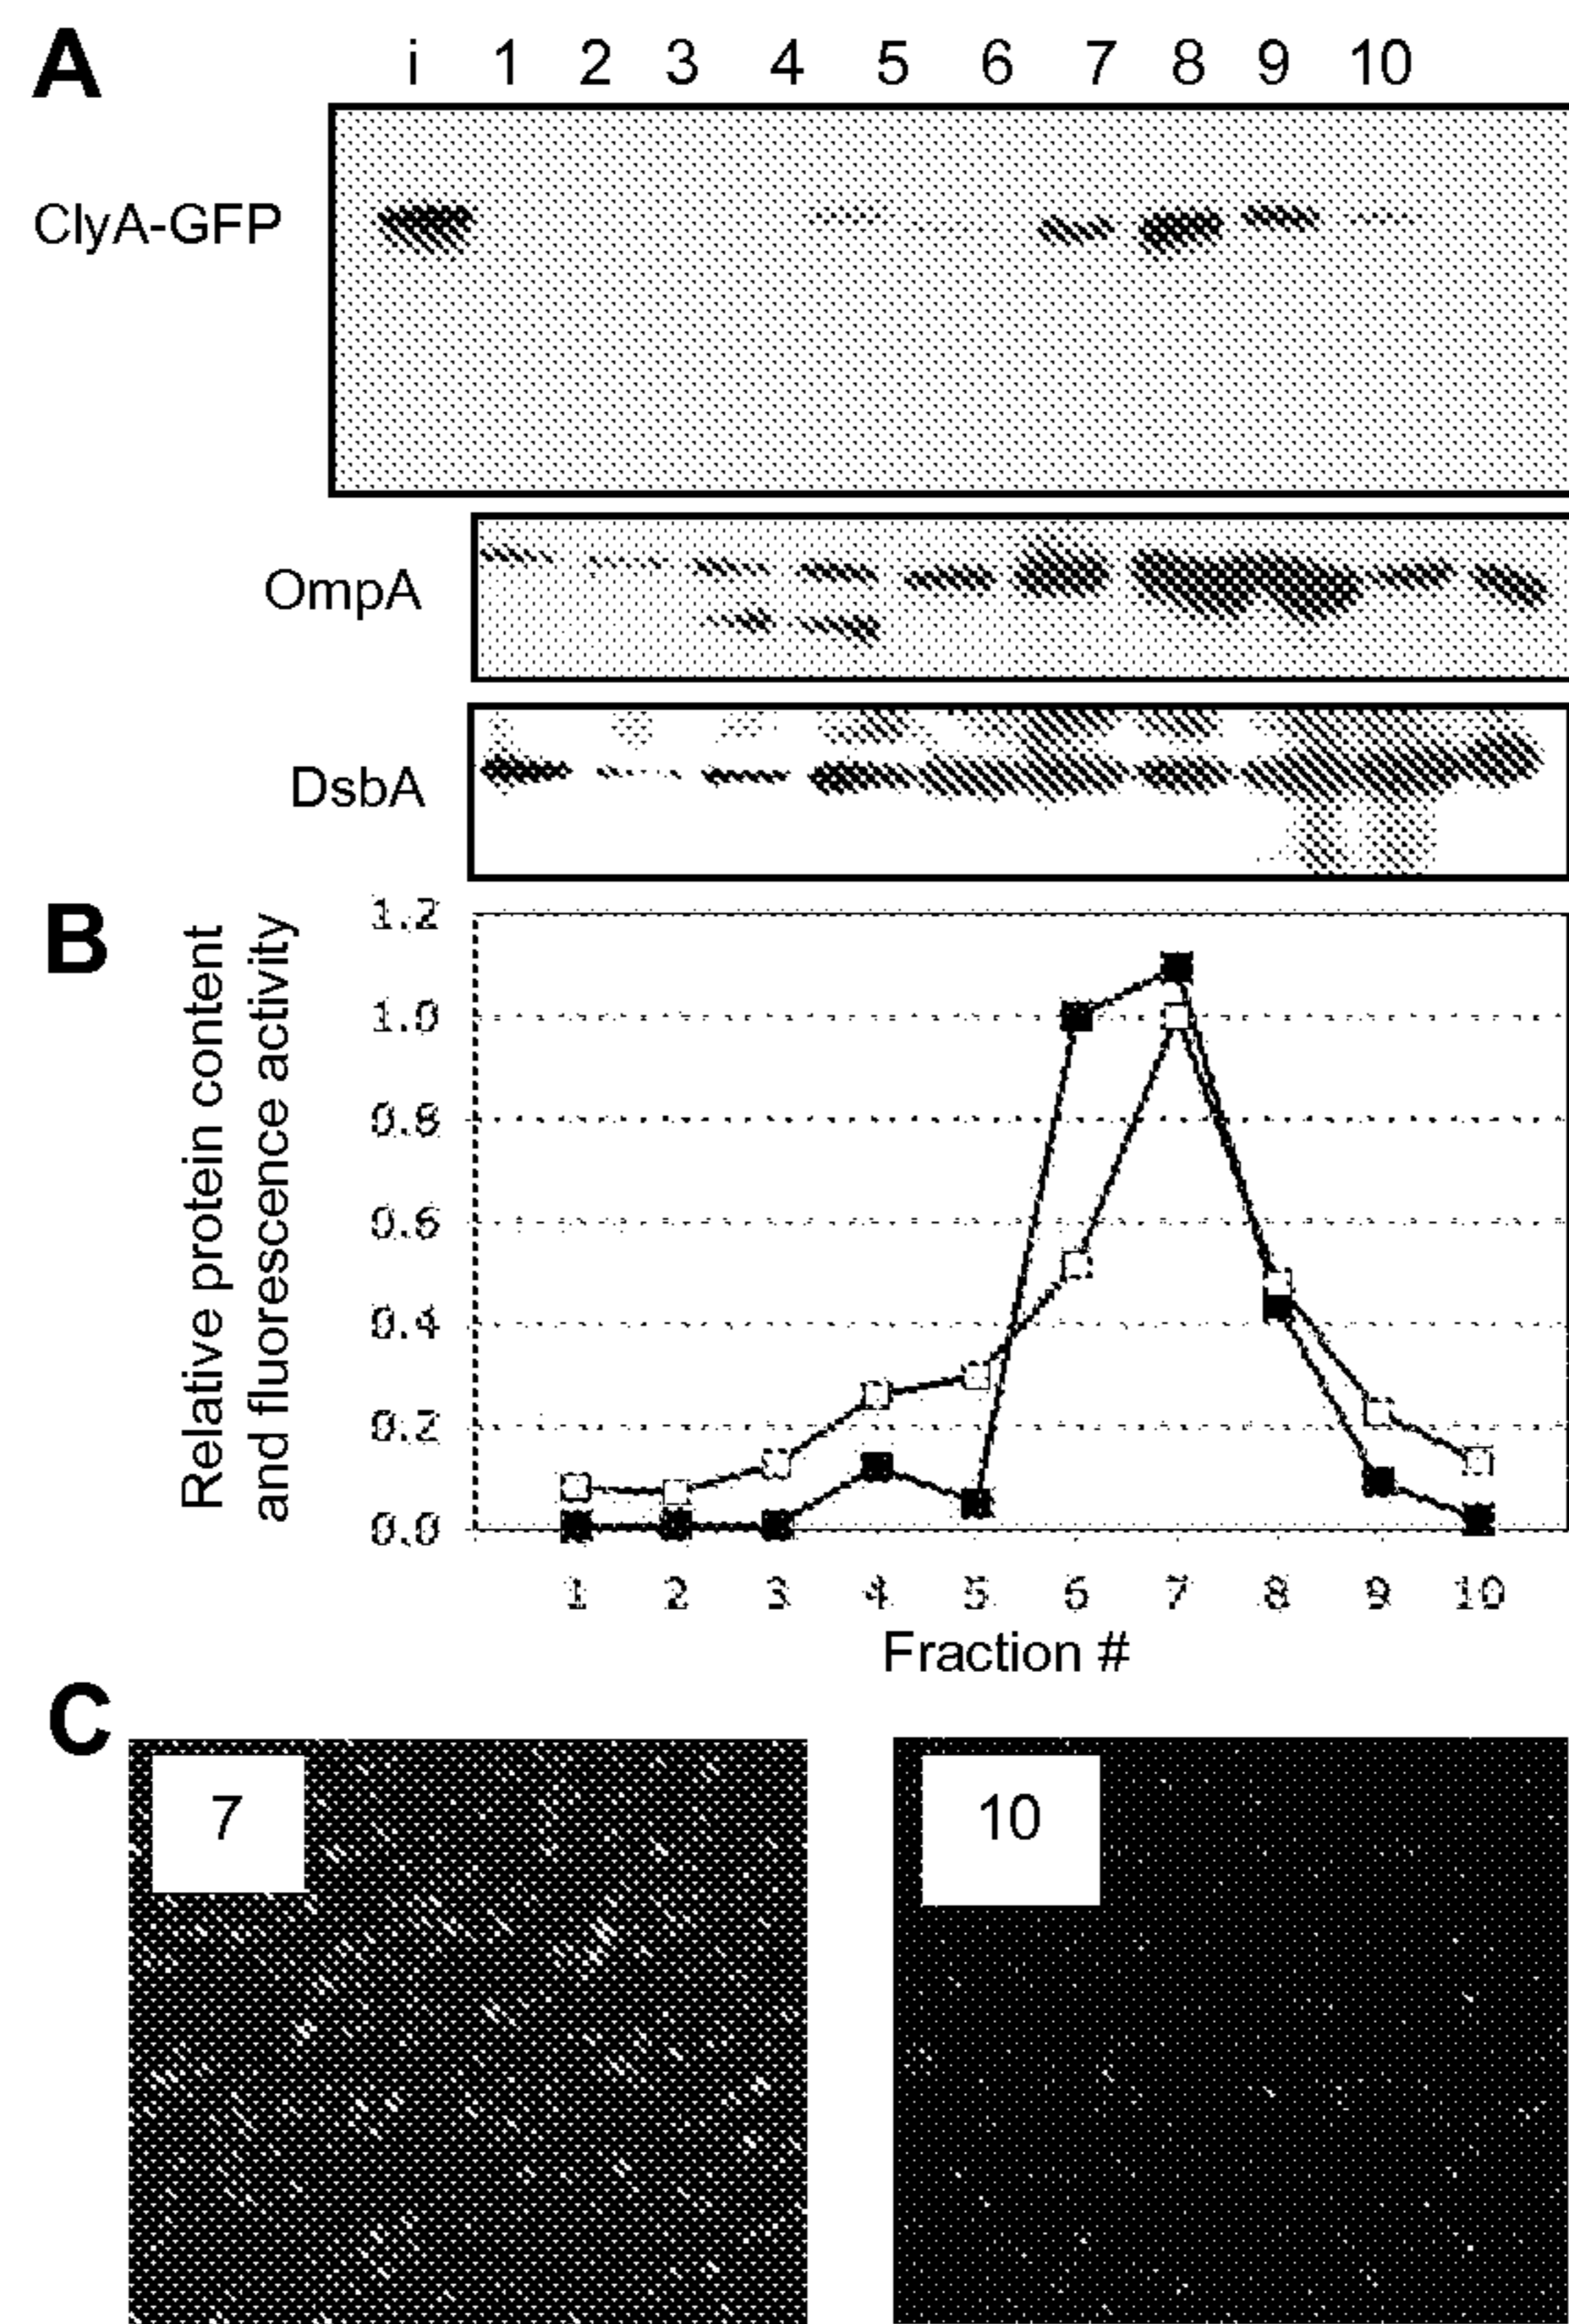 A
i 1 2 3 4 5 6 7 8 9 10
ClyA-GFP
OmpA
DsbA
B
Relative protein content
and fluorescence activity
1.2
1.0
0.8
0.6
0.4
0.2
0.0
1 2 3 4 5 6 7 8 9 10
Fraction #
C
7
10